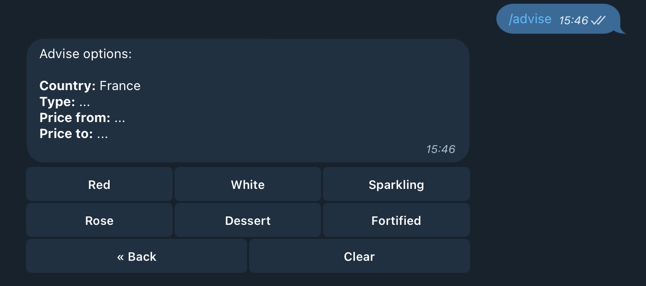 /advise 15:46
Advise options:
Country: France
Type: ...
Price from: ...
Price to: ...
15:46
Red White Sparkling
Rose Dessert Fortified
« Back Clear